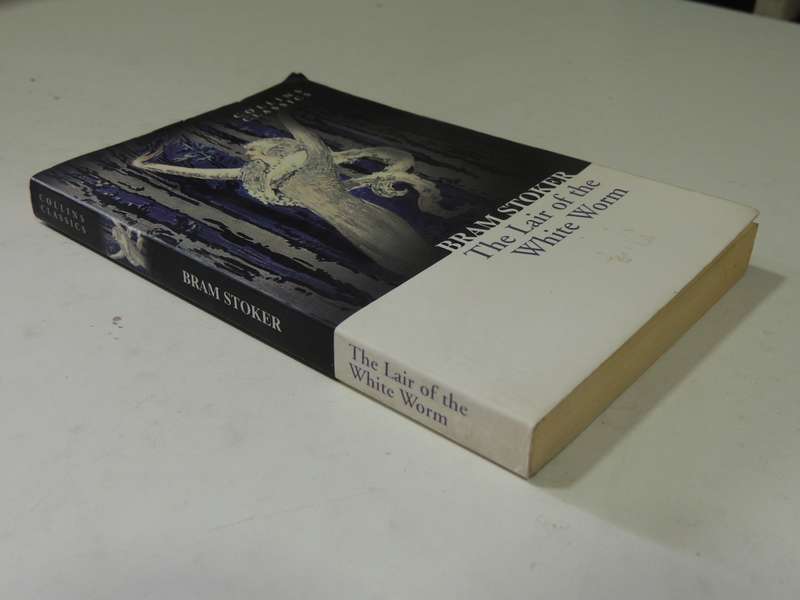 COLLINS
CLASSICS
BRAM STOKER
The Lair of the
White Worm
COLLINS
CLASSICS
BRAM STOKER
The Lair of the
White Worm